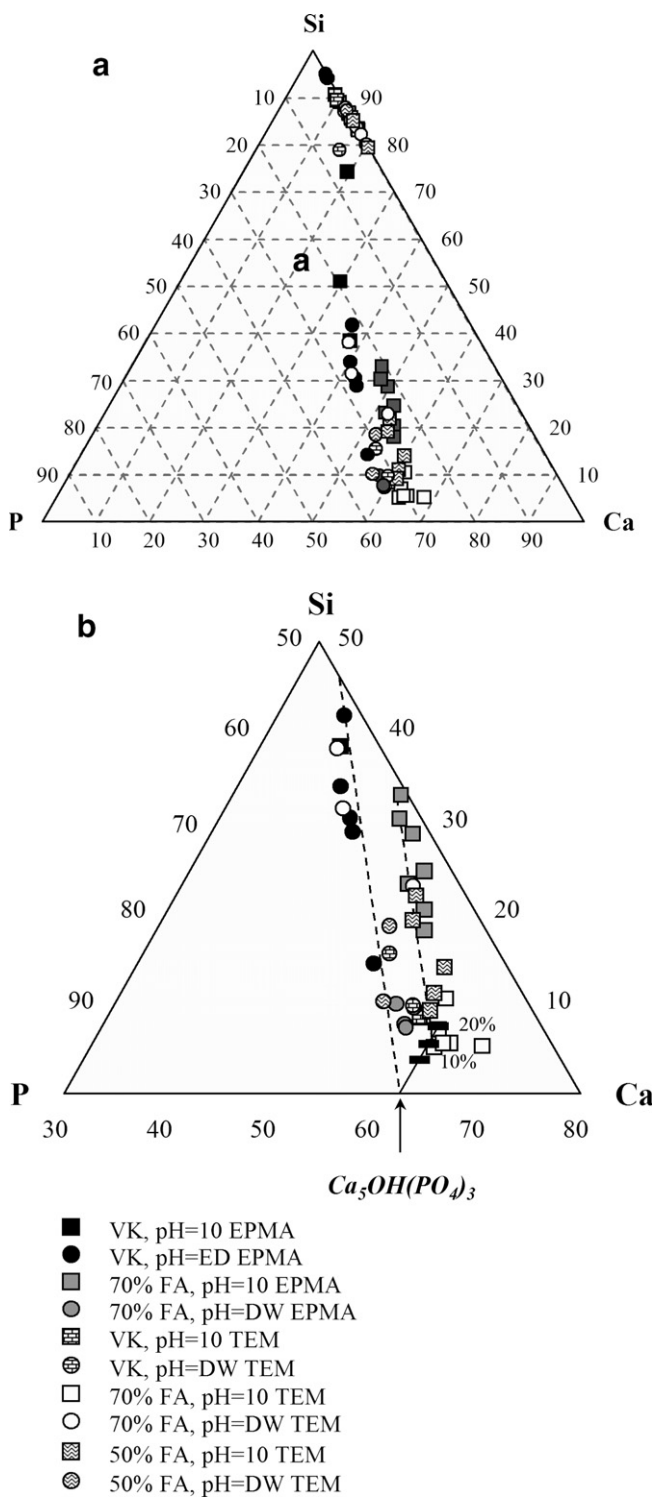 Si
a
10 90
20 80
30 70
40 60
a
50 50
60 40
70 30
80 20
90 10
P Ca
10 20 30 40 50 60 70 80 90
b
Si
50 50
60 40
70 30
80 20
90 10
20%
10%
P Ca
30 40 50 60 70 80
Ca₅OH(PO₄)₃
VK, pH=10 EPMA
VK, pH=ED EPMA
70% FA, pH=10 EPMA
70% FA, pH=DW EPMA
VK, pH=10 TEM
VK, pH=DW TEM
70% FA, pH=10 TEM
70% FA, pH=DW TEM
50% FA, pH=10 TEM
50% FA, pH=DW TEM